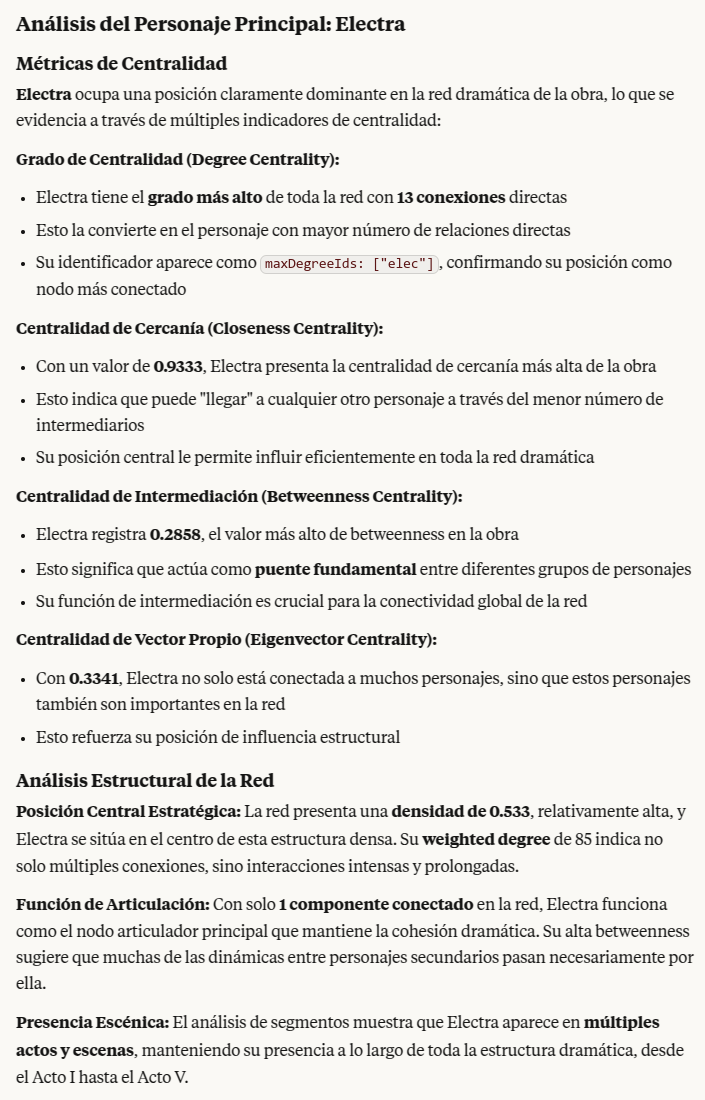 Análisis del Personaje Principal: Electra
Métricas de Centralidad
Electra ocupa una posición claramente dominante en la red dramática de la obra, lo que se
evidencia a través de múltiples indicadores de centralidad:
Grado de Centralidad (Degree Centrality):
• Electra tiene el grado más alto de toda la red con 13 conexiones directas
• Esto la convierte en el personaje con mayor número de relaciones directas
• Su identificador aparece como maxDegreeIds: ["elec"], confirmando su posición como
nodo más conectado
Centralidad de Cercanía (Closeness Centrality):
• Con un valor de 0.9333, Electra presenta la centralidad de cercanía más alta de la obra
• Esto indica que puede "llegar" a cualquier otro personaje a través del menor número de
intermediarios
• Su posición central le permite influir eficientemente en toda la red dramática
Centralidad de Intermediación (Betweenness Centrality):
• Electra registra 0.2858, el valor más alto de betweenness en la obra
• Esto significa que actúa como puente fundamental entre diferentes grupos de personajes
• Su función de intermediación es crucial para la conectividad global de la red
Centralidad de Vector Propio (Eigenvector Centrality):
• Con 0.3341, Electra no solo está conectada a muchos personajes, sino que estos personajes
también son importantes en la red
• Esto refuerza su posición de influencia estructural
Análisis Estructural de la Red
Posición Central Estratégica: La red presenta una densidad de 0.533, relativamente alta, y
Electra se sitúa en el centro de esta estructura densa. Su weighted degree de 85 indica no
solo múltiples conexiones, sino interacciones intensas y prolongadas.
Función de Articulación: Con solo 1 componente conectado en la red, Electra funciona
como el nodo articulador principal que mantiene la cohesión dramática. Su alta betweenness
sugiere que muchas de las dinámicas entre personajes secundarios pasan necesariamente por
ella.
Presencia Escénica: El análisis de segmentos muestra que Electra aparece en múltiples
actos y escenas, manteniendo su presencia a lo largo de toda la estructura dramática, desde
el Acto I hasta el Acto V.